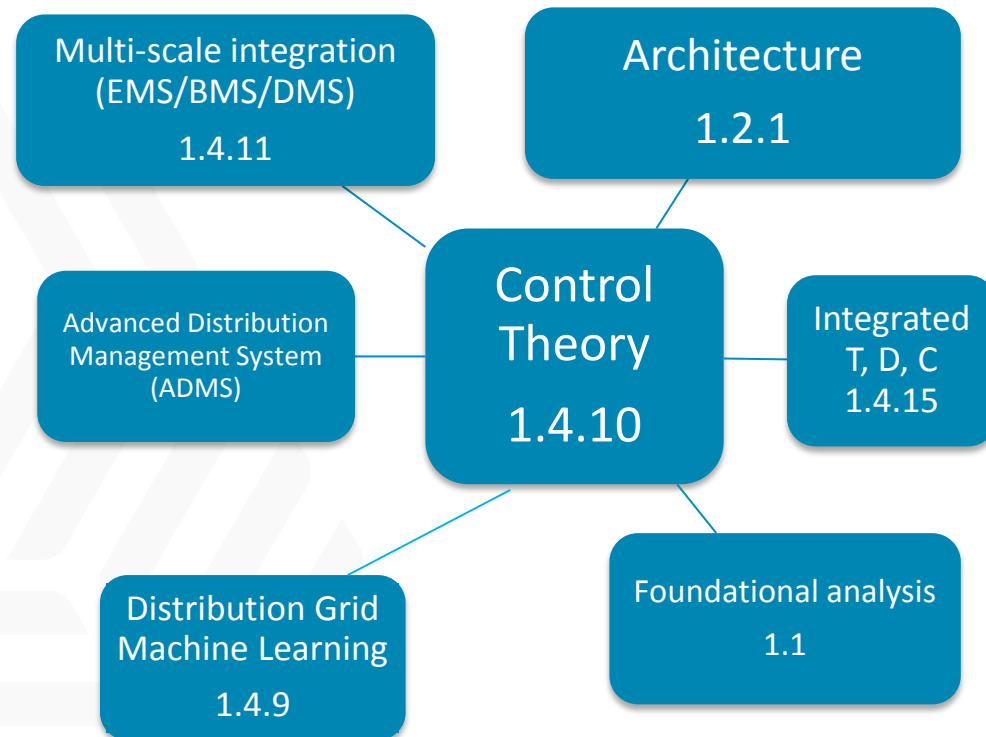 Multi-scale integration
(EMS/BMS/DMS)
1.4.11
Architecture
1.2.1
Advanced Distribution
Management System
(ADMS)
Control
Theory
1.4.10
Integrated
T, D, C
1.4.15
Distribution Grid
Machine Learning
1.4.9
Foundational analysis
1.1